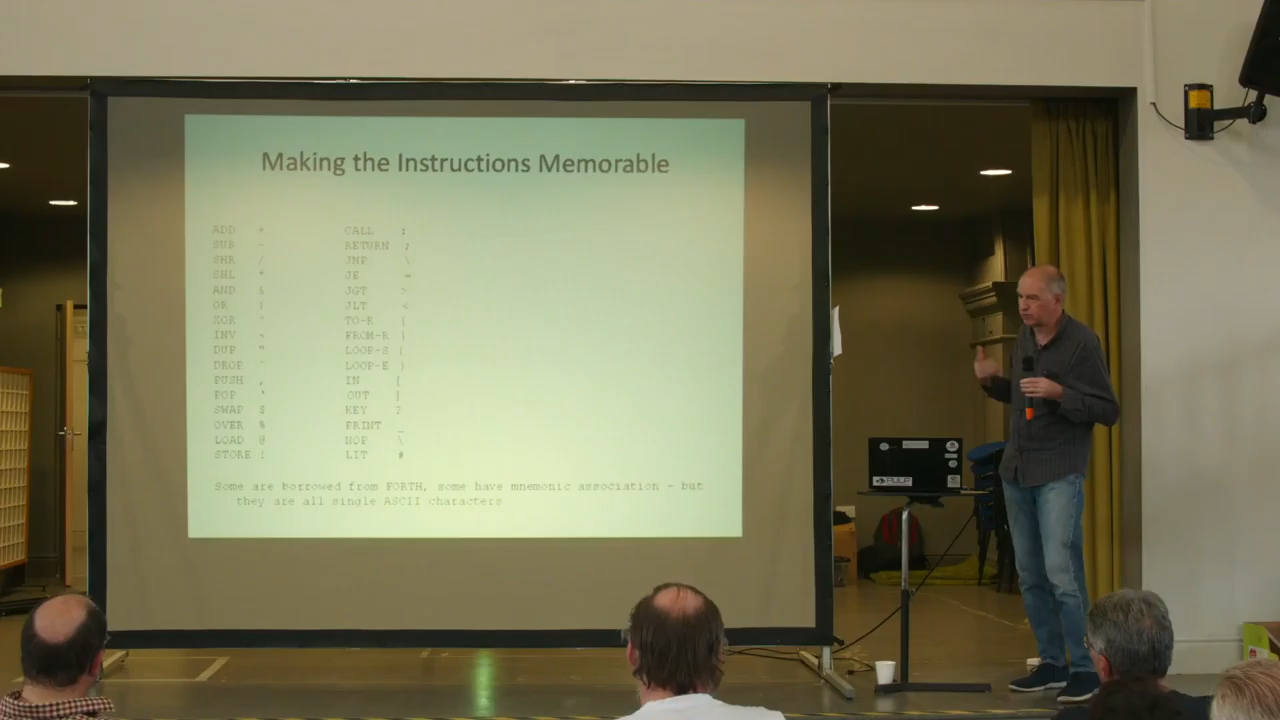 Making the Instructions Memorable
ADD + CALL :
SUB - RETURN ;
SHR / JMP \
SHL * JE =
AND & JGT >
OR | JLT <
XOR ^ TO-R
INV ~ FROM-R
DUP " LOOP-S
DROP LOOP-E
PUSH , IN [
POP OUT ]
SWAP $ KEY ?
OVER % PRINT _
LOAD @ NOP \
STORE ! LIT #
Some are borrowed from FORTH, some have mnemonic association - but
they are all single ASCII characters
PULP